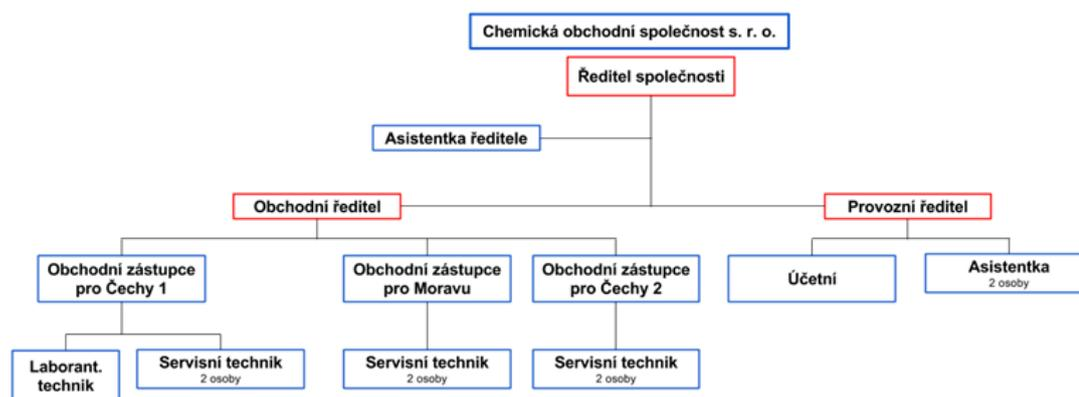 Chemická obchodní společnost s. r. o.
Ředitel společnosti
Asistentka ředitele
Obchodní ředitel
Provozní ředitel
Obchodní zástupce
pro Čechy 1
Obchodní zástupce
pro Moravu
Obchodní zástupce
pro Čechy 2
Účetní
Asistentka
2 osoby
Laborant.
technik
Servisní technik
2 osoby
Servisní technik
2 osoby
Servisní technik
2 osoby